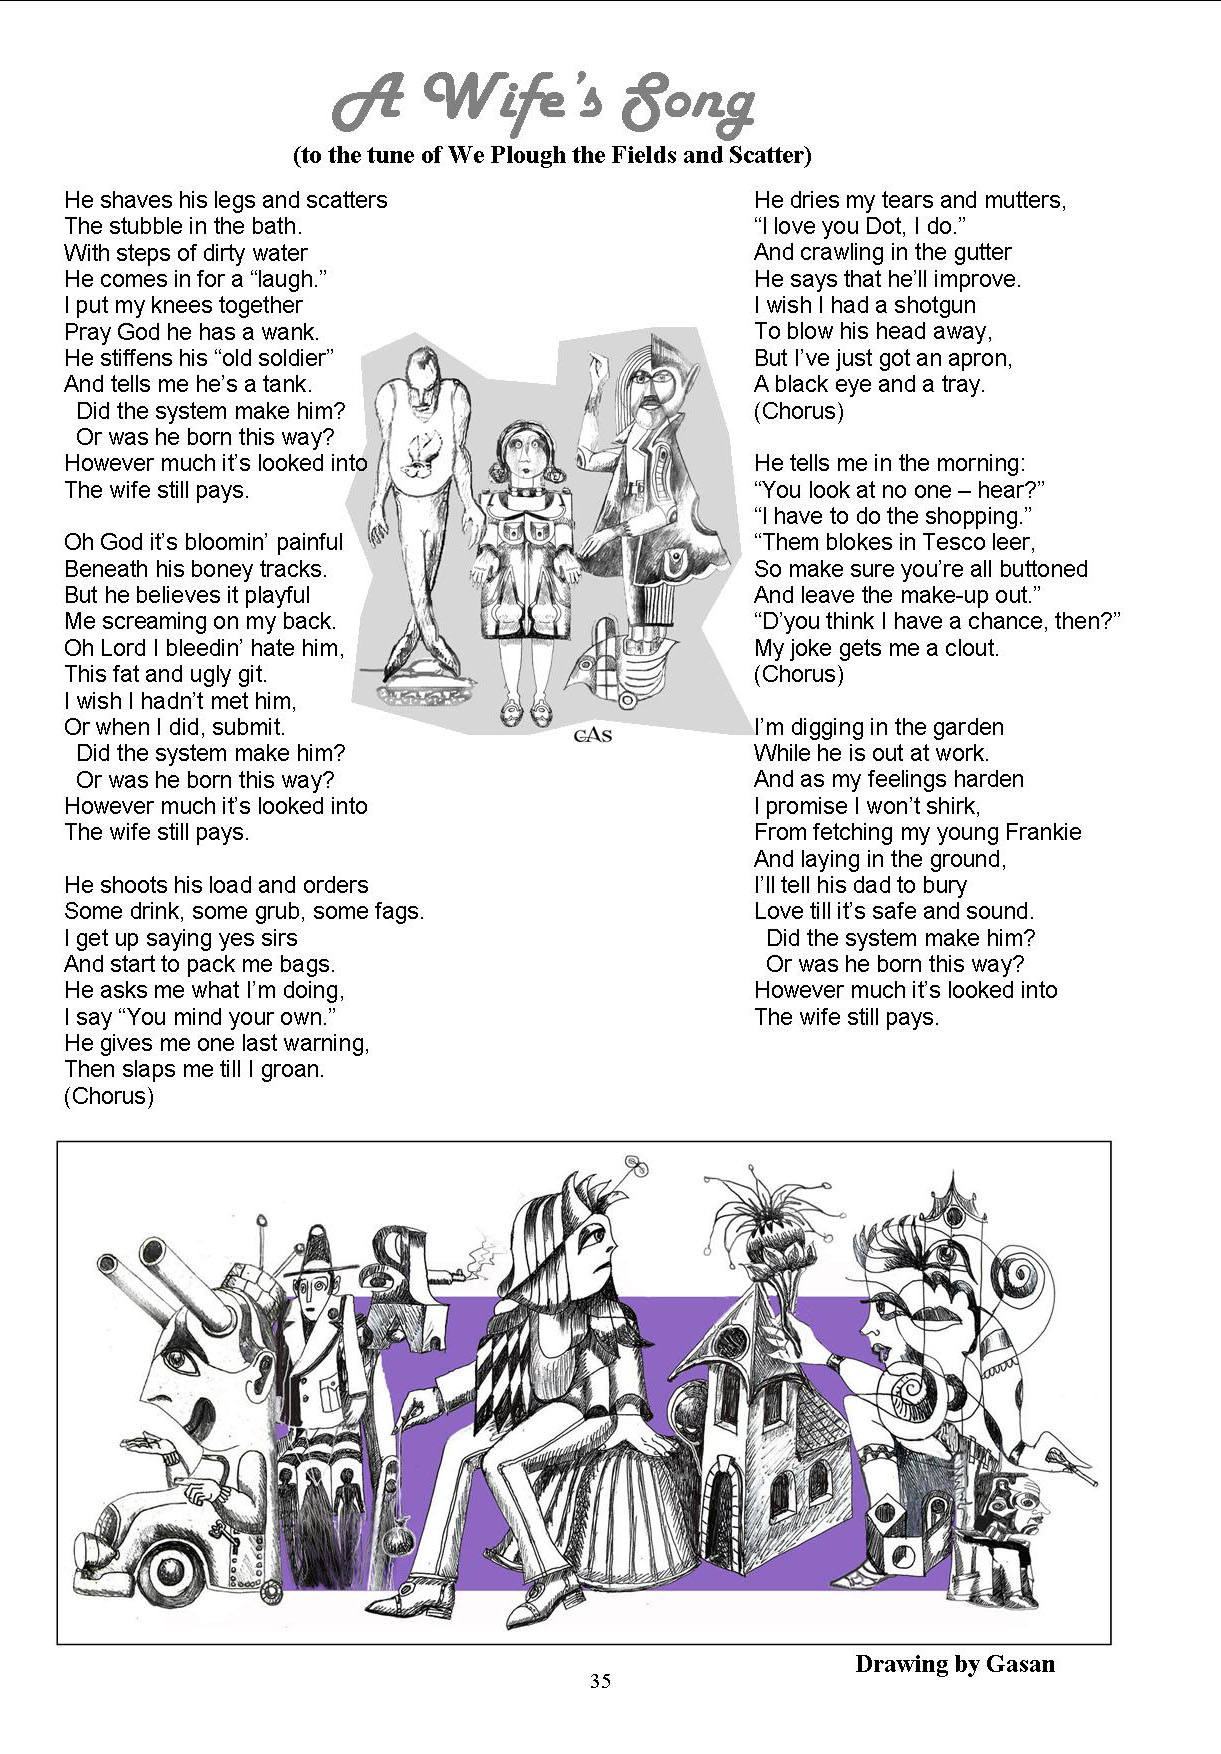 A Wife's Song
(to the tune of We Plough the Fields and Scatter)
He shaves his legs and scatters
The stubble in the bath.
With steps of dirty water
He comes in for a “laugh.”
I put my knees together
Pray God he has a wank.
He stiffens his “old soldier”
And tells me he’s a tank.
Did the system make him?
Or was he born this way?
However much it’s looked into
The wife still pays.

Oh God it’s bloomin’ painful
Beneath his boney tracks.
But he believes it playful
Me screaming on my back.
Oh Lord I bleedin’ hate him,
This fat and ugly git.
I wish I hadn’t met him,
Or when I did, submit.
Did the system make him?
Or was he born this way?
However much it’s looked into
The wife still pays.

He shoots his load and orders
Some drink, some grub, some fags.
I get up saying yes sirs
And start to pack me bags.
He asks me what I’m doing,
I say “You mind your own.”
He gives me one last warning,
Then slaps me till I groan.
(Chorus)

He dries my tears and mutters,
“I love you Dot, I do.”
And crawling in the gutter
He says that he’ll improve.
I wish I had a shotgun
To blow his head away,
But I’ve just got an apron,
A black eye and a tray.
(Chorus)

He tells me in the morning:
“You look at no one – hear?”
“I have to do the shopping.”
“Them blokes in Tesco leer,
So make sure you’re all buttoned
And leave the make-up out.”
“D’you think I have a chance, then?”
My joke gets me a clout.
(Chorus)

I’m digging in the garden
While he is out at work.
And as my feelings harden
I promise I won’t shirk,
From fetching my young Frankie
And laying in the ground,
I’ll tell his dad to bury
Love till it’s safe and sound.
Did the system make him?
Or was he born this way?
However much it’s looked into
The wife still pays.
GAS
Drawing by Gasan
35